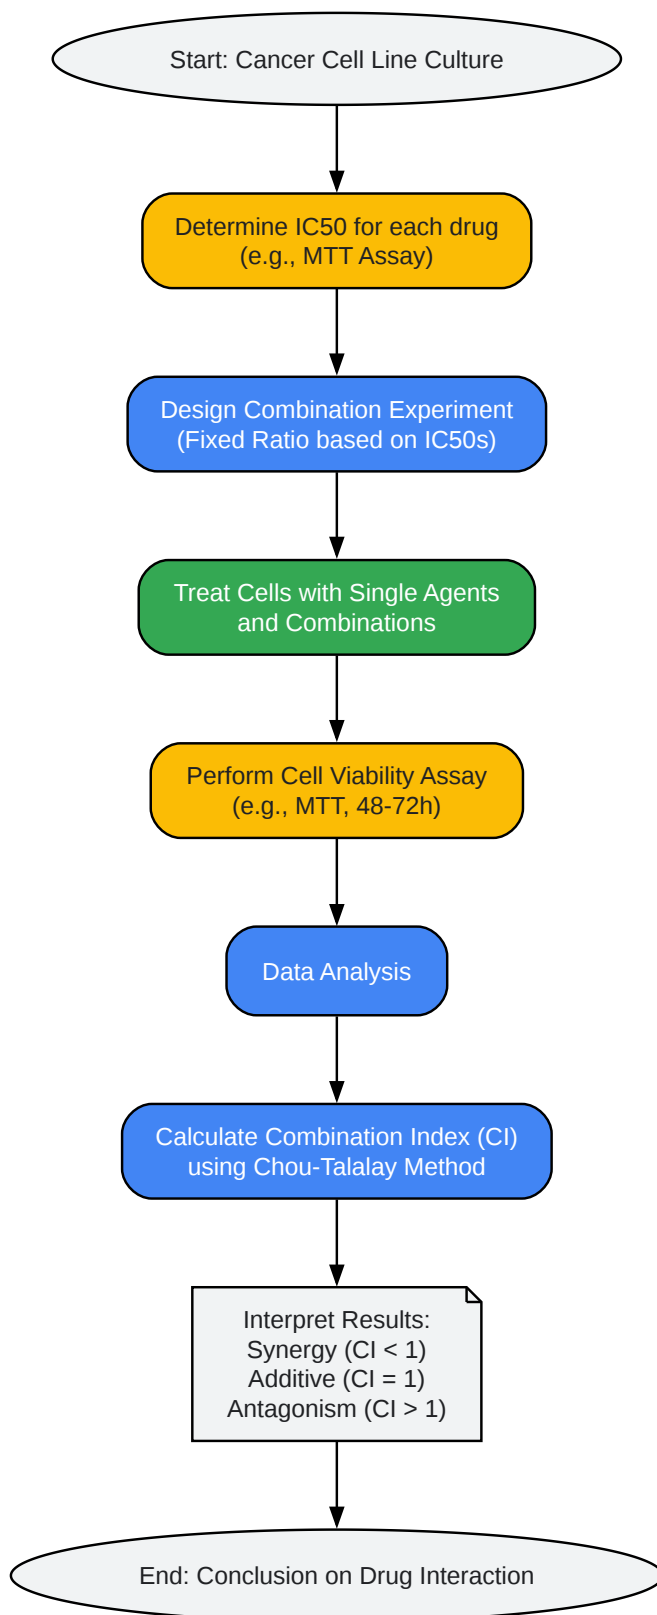 Start: Cancer Cell Line Culture
Determine IC50 for each drug
(e.g., MTT Assay)
Design Combination Experiment
(Fixed Ratio based on IC50s)
Treat Cells with Single Agents
and Combinations
Perform Cell Viability Assay
(e.g., MTT, 48-72h)
Data Analysis
Calculate Combination Index (CI)
using Chou-Talalay Method
Interpret Results:
Synergy (CI < 1)
Additive (CI = 1)
Antagonism (CI > 1)
End: Conclusion on Drug Interaction